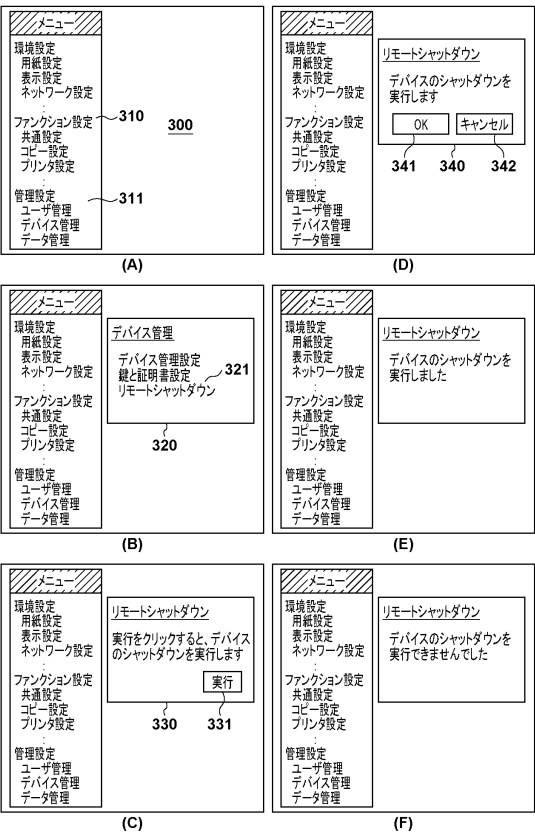 メニュー
環境設定
用紙設定
表示設定
ネットワーク設定
:
ファンクション設定
共通設定
コピー設定
プリンタ設定
:
管理設定
ユーザ管理
デバイス管理
データ管理
310
311
300
(A)
メニュー
環境設定
用紙設定
表示設定
ネットワーク設定
:
ファンクション設定
共通設定
コピー設定
プリンタ設定
:
管理設定
ユーザ管理
デバイス管理
データ管理
デバイス管理
デバイス管理設定
鍵と証明書設定
リモートシャットダウン
321
320
(B)
メニュー
環境設定
用紙設定
表示設定
ネットワーク設定
:
ファンクション設定
共通設定
コピー設定
プリンタ設定
:
管理設定
ユーザ管理
デバイス管理
データ管理
リモートシャットダウン
実行をクリックすると、デバイス
のシャットダウンを実行します
実行
330
331
(C)
メニュー
環境設定
用紙設定
表示設定
ネットワーク設定
:
ファンクション設定
共通設定
コピー設定
プリンタ設定
:
管理設定
ユーザ管理
デバイス管理
データ管理
リモートシャットダウン
デバイスのシャットダウンを
実行します
OK
キャンセル
341
340
342
(D)
メニュー
環境設定
用紙設定
表示設定
ネットワーク設定
:
ファンクション設定
共通設定
コピー設定
プリンタ設定
:
管理設定
ユーザ管理
デバイス管理
データ管理
リモートシャットダウン
デバイスのシャットダウンを
実行しました
(E)
メニュー
環境設定
用紙設定
表示設定
ネットワーク設定
:
ファンクション設定
共通設定
コピー設定
プリンタ設定
:
管理設定
ユーザ管理
デバイス管理
データ管理
リモートシャットダウン
デバイスのシャットダウンを
実行できませんでした
(F)